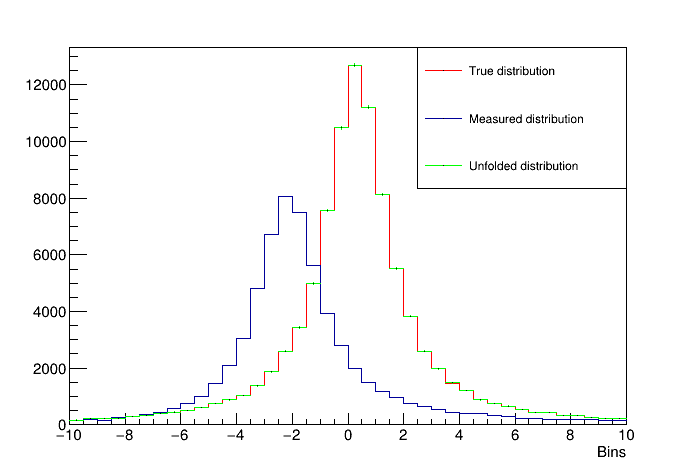 True distribution
12000
Measured distribution
10000
Unfolded distribution
8000
6000
4000
2000
0
−10 −8 −6 −4 −2 0 2 4 6 8 10
Bins